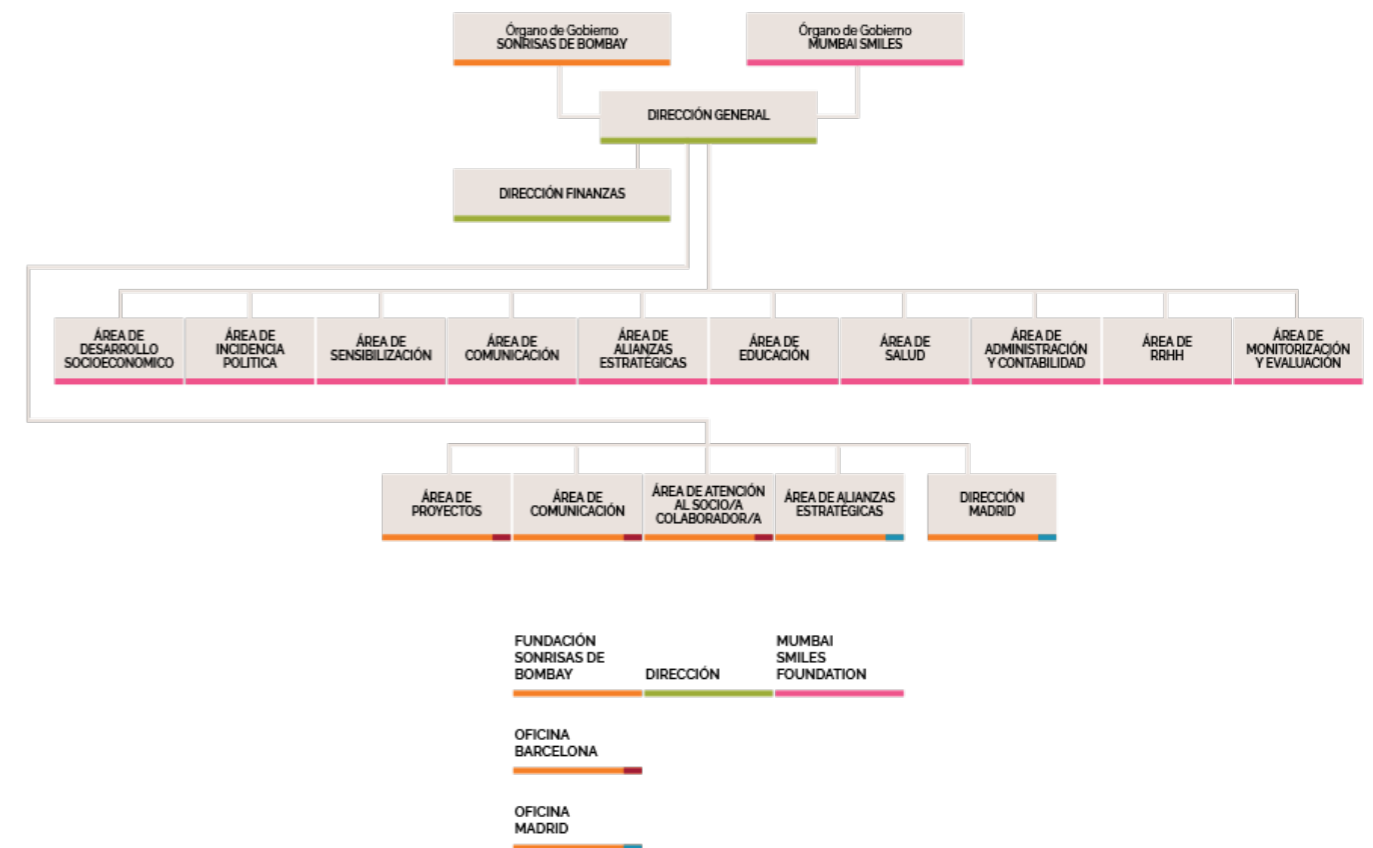 Órgano de Gobierno
SONRISAS DE BOMBAY
Órgano de Gobierno
MUMBAI SMILES
DIRECCIÓN GENERAL
DIRECCIÓN FINANZAS
ÁREA DE
DESARROLLO
SOCIOECONOMICO
ÁREA DE
INCIDENCIA
POLITICA
ÁREA DE
SENSIBILIZACIÓN
ÁREA DE
COMUNICACIÓN
ÁREA DE
ALIANZAS
ESTRATÉGICAS
ÁREA DE
EDUCACIÓN
ÁREA DE
SALUD
ÁREA DE
ADMINISTRACIÓN
Y CONTABILIDAD
ÁREA DE
RRHH
ÁREA DE
MONITORIZACIÓN
Y EVALUACIÓN
ÁREA DE
PROYECTOS
ÁREA DE
COMUNICACIÓN
ÁREA DE ATENCIÓN
AL SOCIO/A
COLABORADOR/A
ÁREA DE ALIANZAS
ESTRATÉGICAS
DIRECCIÓN
MADRID
FUNDACIÓN
SONRISAS DE
BOMBAY
DIRECCIÓN
MUMBAI
SMILES
FOUNDATION
OFICINA
BARCELONA
OFICINA
MADRID